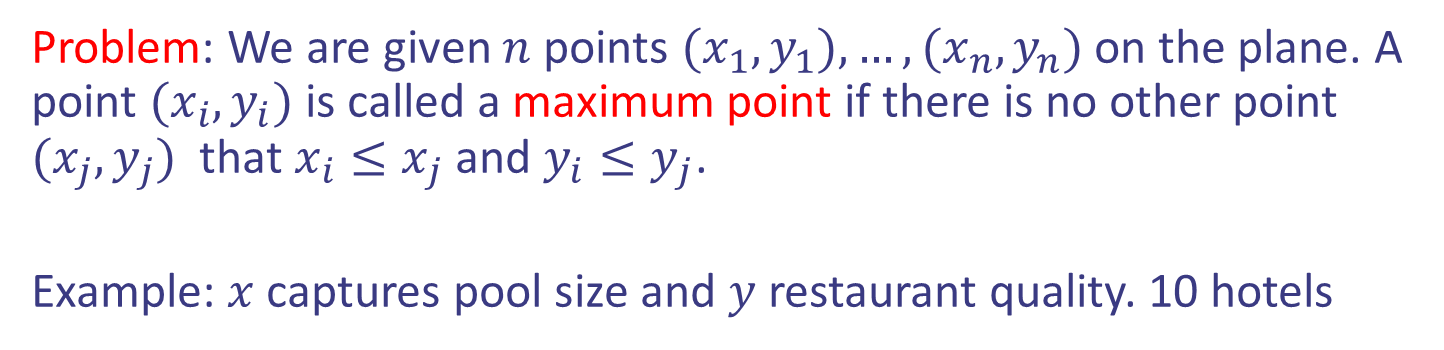 Problem: We are given n points (x₁, y₁), … , (xₙ, yₙ) on the plane. A
point (xᵢ, yᵢ) is called a maximum point if there is no other point
(xⱼ, yⱼ) that xᵢ ≤ xⱼ and yᵢ ≤ yⱼ.
Example: x captures pool size and y restaurant quality. 10 hotels